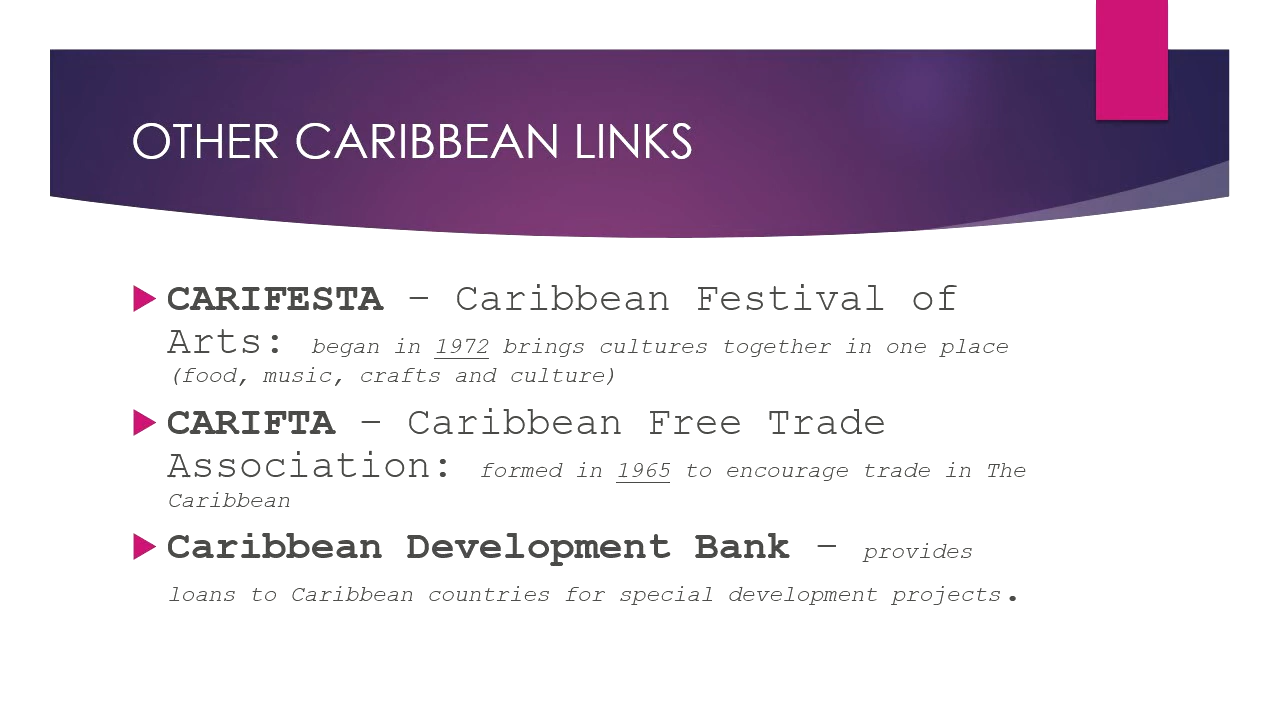 OTHER CARIBBEAN LINKS
CARIFESTA – Caribbean Festival of
Arts: began in 1972 brings cultures together in one place
(food, music, crafts and culture)
CARIFTA – Caribbean Free Trade
Association: formed in 1965 to encourage trade in The
Caribbean
Caribbean Development Bank – provides
loans to Caribbean countries for special development projects.